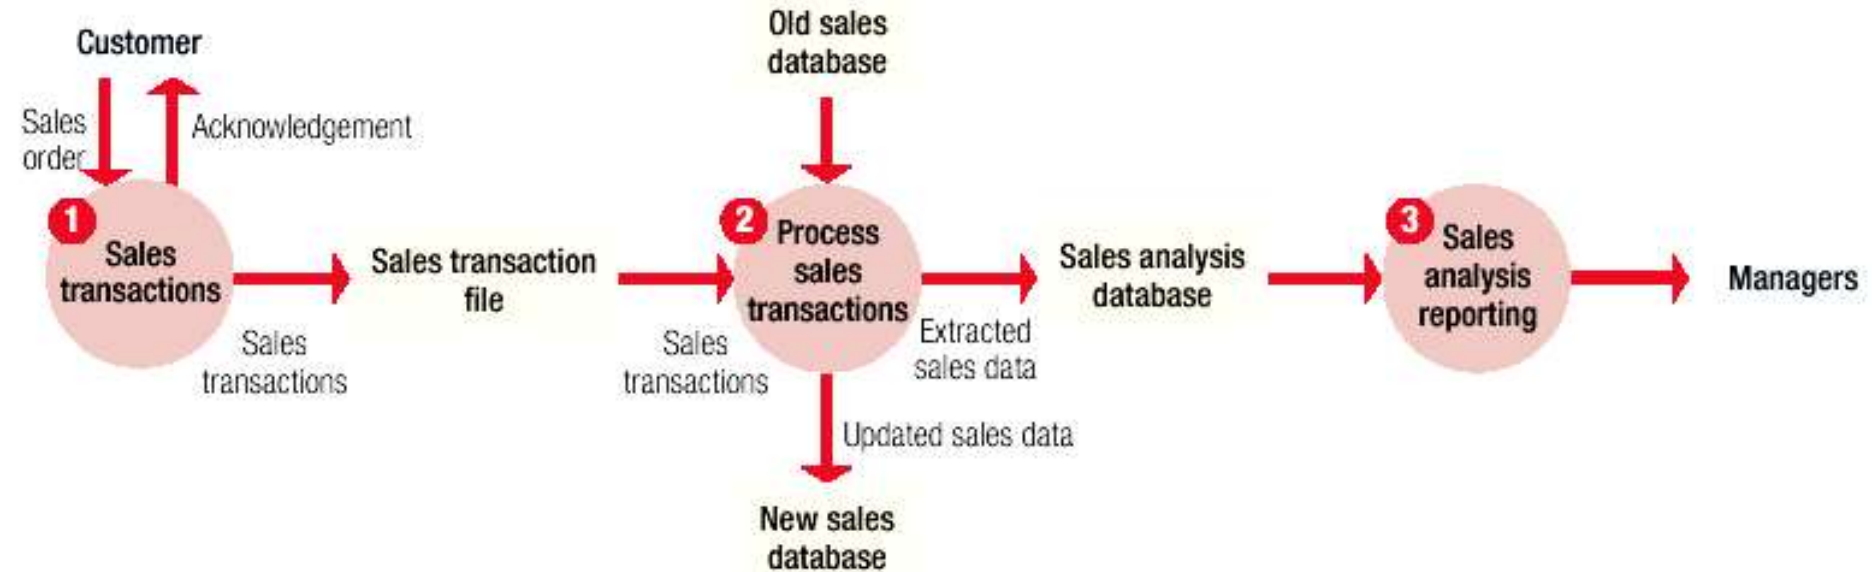 Customer
Sales
order
Acknowledgement
1
Sales
transactions
Sales
transactions
Sales transaction
file
Sales
transactions
Old sales
database
2
Process
sales
transactions
Extracted
sales data
Updated sales data
New sales
database
Sales analysis
database
3
Sales
analysis
reporting
Managers